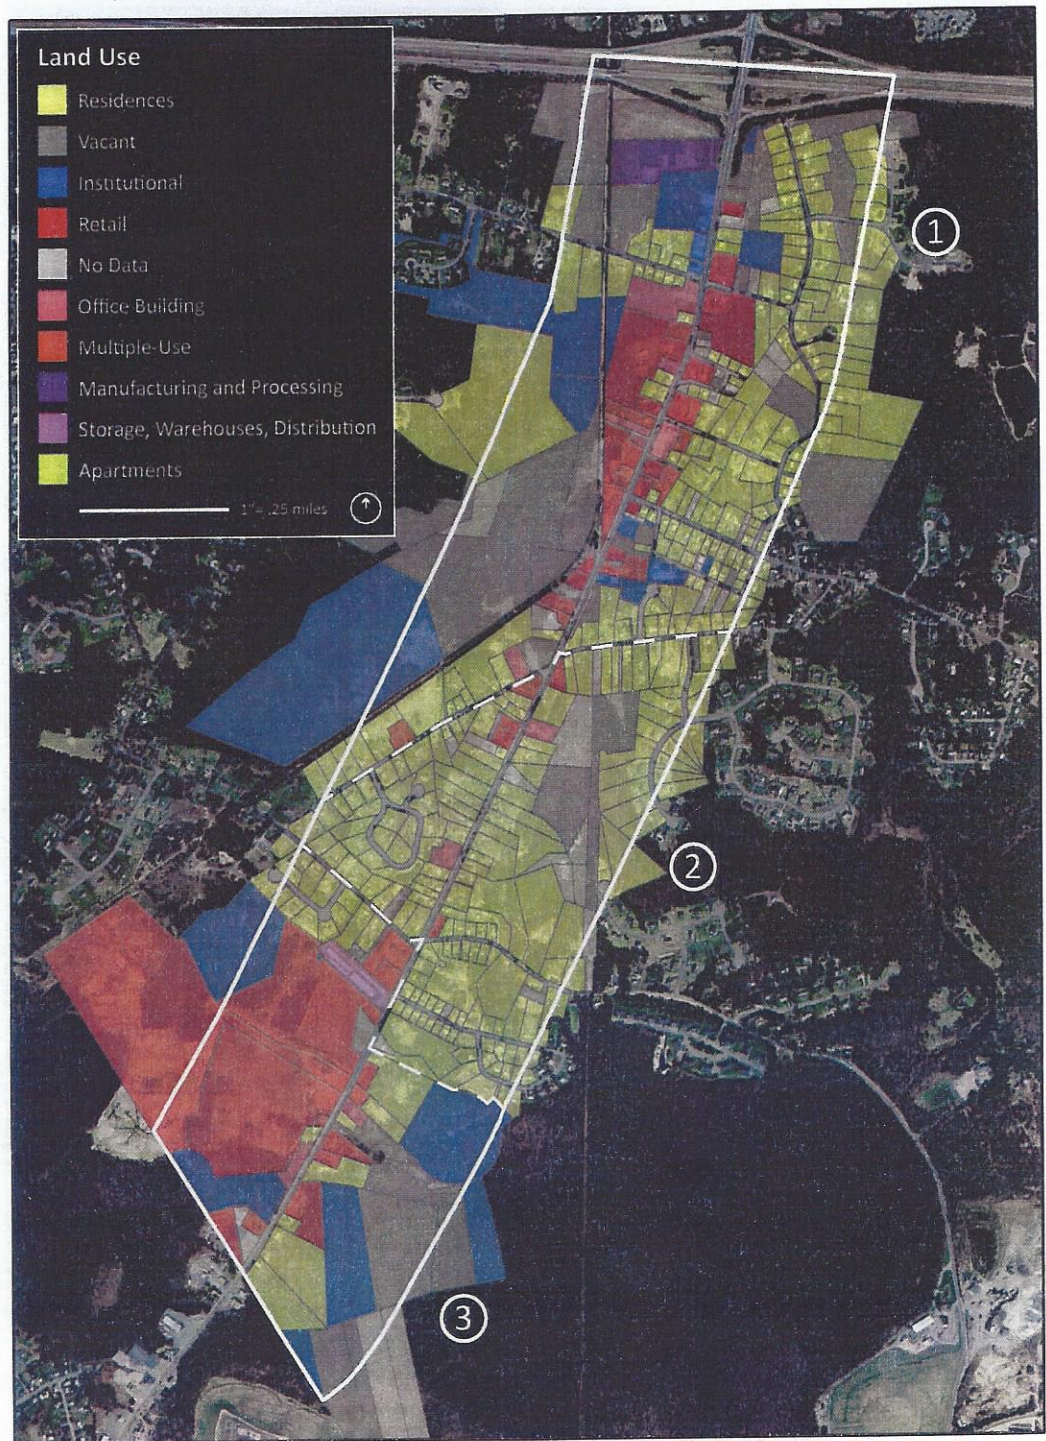 Land Use
Residences
Vacant
Institutional
Retail
No Data
Office Building
Multiple-Use
Manufacturing and Processing
Storage, Warehouses, Distribution
Apartments
1"= .25 miles
1
2
3